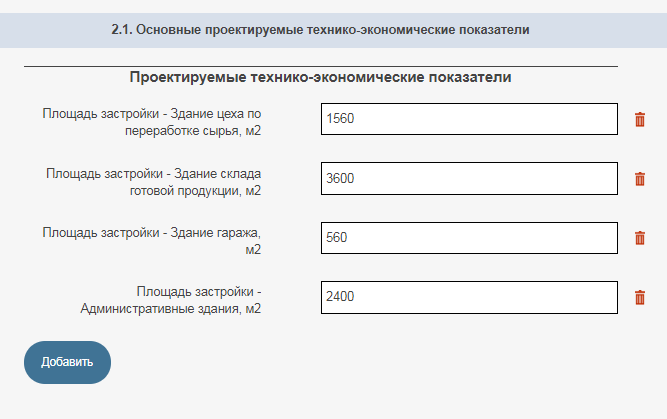 2.1. Основные проектируемые технико-экономические показатели
Проектируемые технико-экономические показатели
Площадь застройки - Здание цеха по
переработке сырья, м2
1560
Площадь застройки - Здание склада
готовой продукции, м2
3600
Площадь застройки - Здание гаража,
м2
560
Площадь застройки -
Административные здания, м2
2400
Добавить